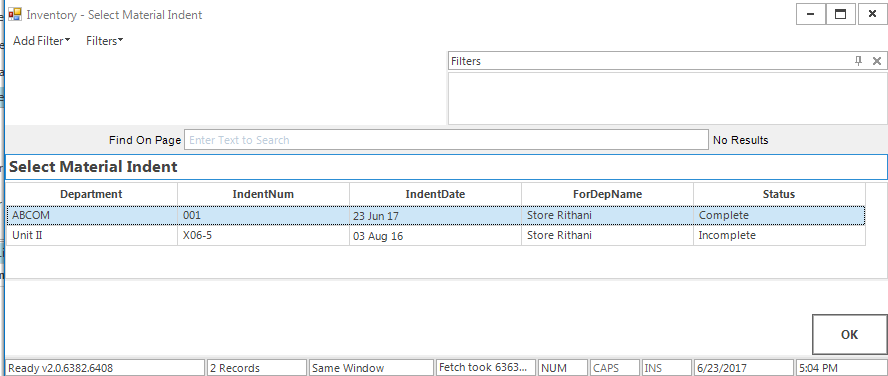 Inventory - Select Material Indent
Add Filter Filters
Filters
Find On Page Enter Text to Search No Results
Select Material Indent
Department IndentNum IndentDate ForDepName Status
ABCOM 001 23 Jun 17 Store Rithani Complete
Unit II X06-5 03 Aug 16 Store Rithani Incomplete
OK
Ready v2.0.6382.6408 2 Records Same Window Fetch took 6363... NUM CAPS INS 6/23/2017 5:04 PM